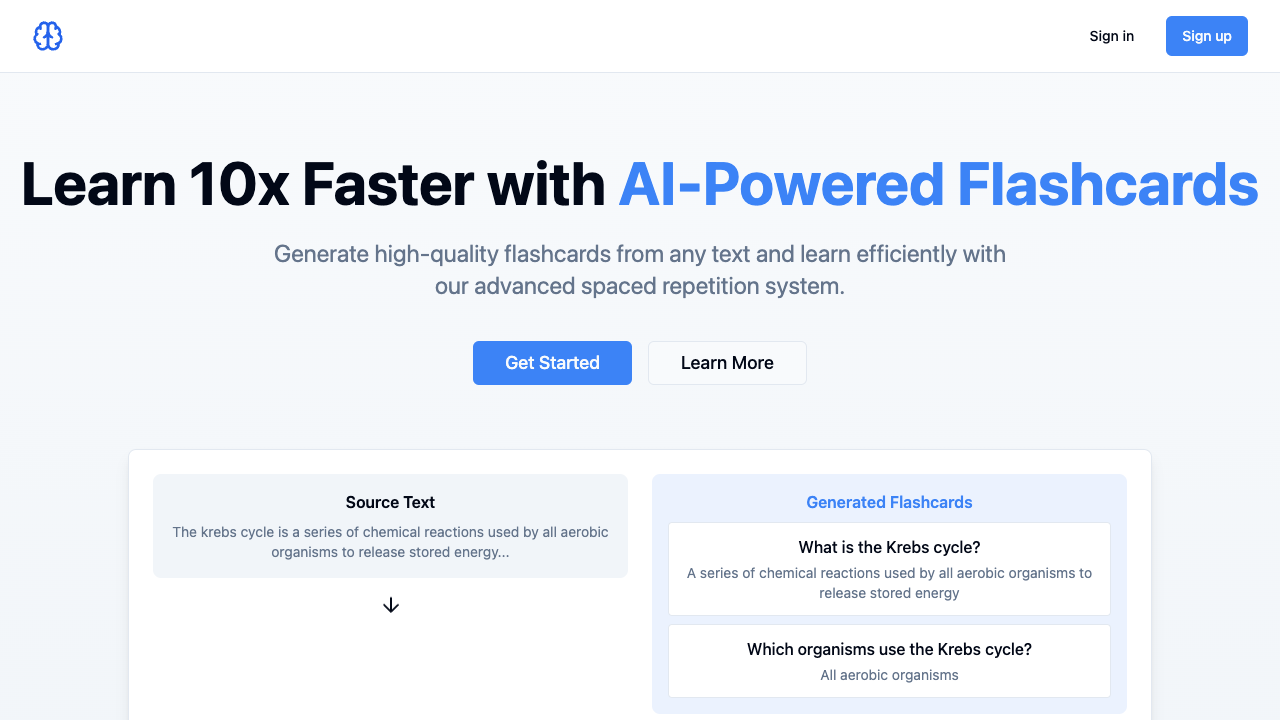 Sign in
Sign up
Learn 10x Faster with AI-Powered Flashcards
Generate high-quality flashcards from any text and learn efficiently with
our advanced spaced repetition system.
Get Started
Learn More
Source Text
The krebs cycle is a series of chemical reactions used by all aerobic
organisms to release stored energy...
Generated Flashcards
What is the Krebs cycle?
A series of chemical reactions used by all aerobic organisms to
release stored energy
Which organisms use the Krebs cycle?
All aerobic organisms